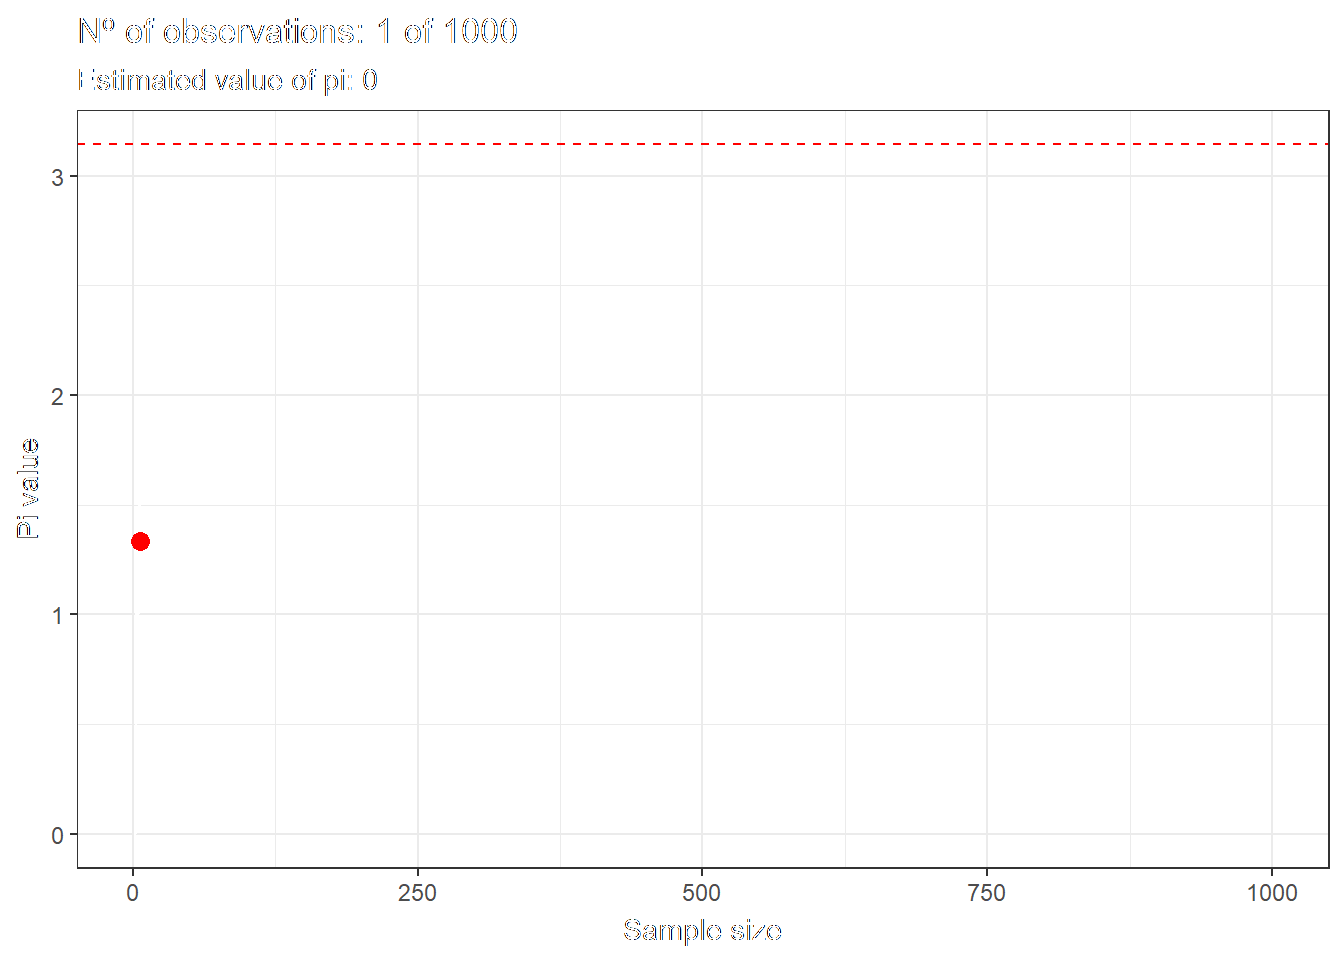 Nº of observations: 1 of 1000
Estimated value of pi: 0
3
2
1
0
Pi value
0 250 500 750 1000
Sample size